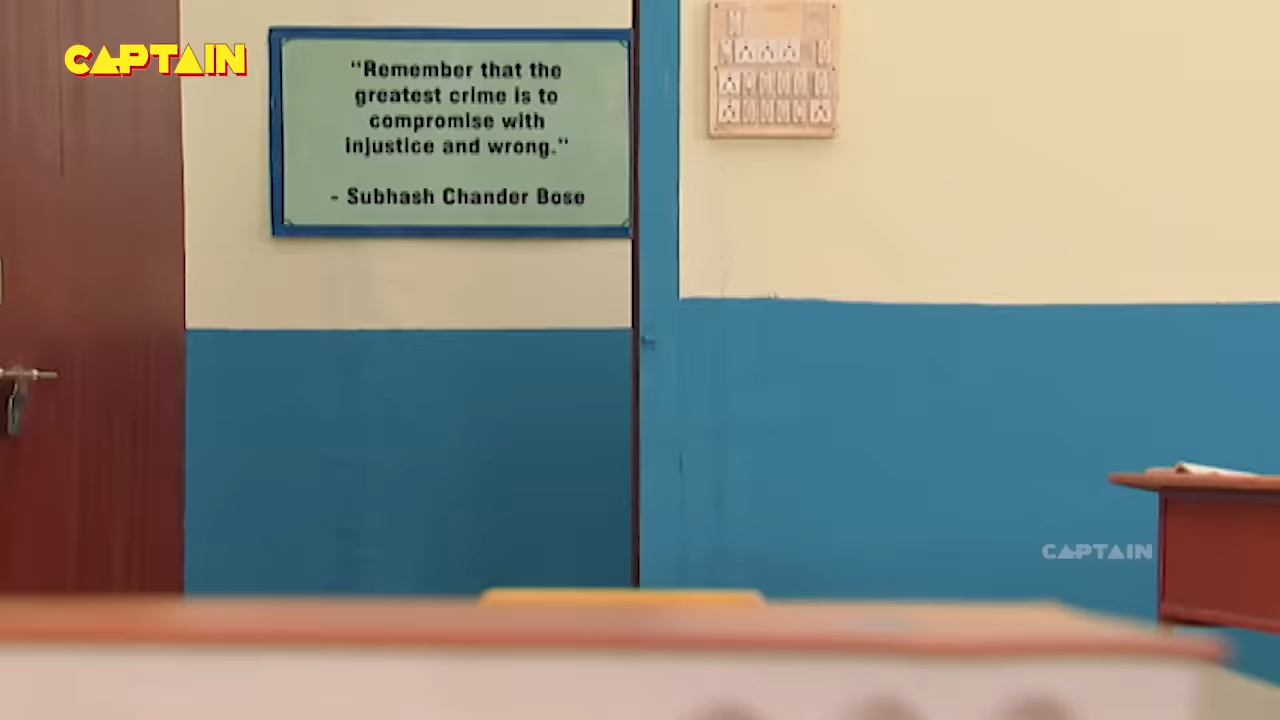 CAPTAIN
"Remember that the
greatest crime is to
compromise with
injustice and wrong."
- Subhash Chander Bose
CAPTAIN